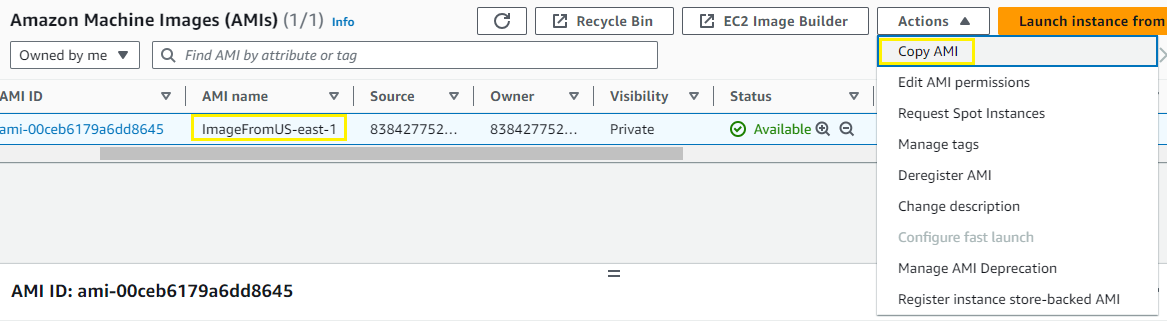 Amazon Machine Images (AMIs) (1/1) Info
Recycle Bin
EC2 Image Builder
Actions
Launch instance from
Owned by me
Find AMI by attribute or tag
AMI ID
AMI name
Source
Owner
Visibility
Status
ami-00ceb6179a6dd8645
ImageFromUS-east-1
838427752...
838427752...
Private
Available
Copy AMI
Edit AMI permissions
Request Spot Instances
Manage tags
Deregister AMI
Change description
Configure fast launch
Manage AMI Deprecation
Register instance store-backed AMI
AMI ID: ami-00ceb6179a6dd8645